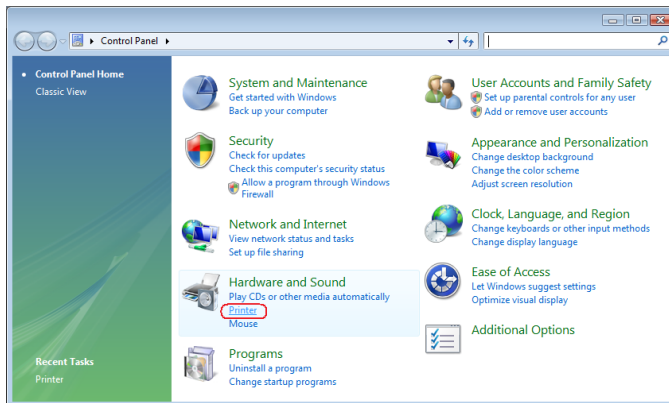 Control Panel
Control Panel Home
Classic View
System and Maintenance
Get started with Windows
Back up your computer
Security
Check for updates
Check this computer's security status
Allow a program through Windows
Firewall
Network and Internet
View network status and tasks
Set up file sharing
Hardware and Sound
Play CDs or other media automatically
Printer
Mouse
Programs
Uninstall a program
Change startup programs
User Accounts and Family Safety
Set up parental controls for any user
Add or remove user accounts
Appearance and Personalization
Change desktop background
Change the color scheme
Adjust screen resolution
Clock, Language, and Region
Change keyboards or other input methods
Change display language
Ease of Access
Let Windows suggest settings
Optimize visual display
Additional Options
Recent Tasks
Printer